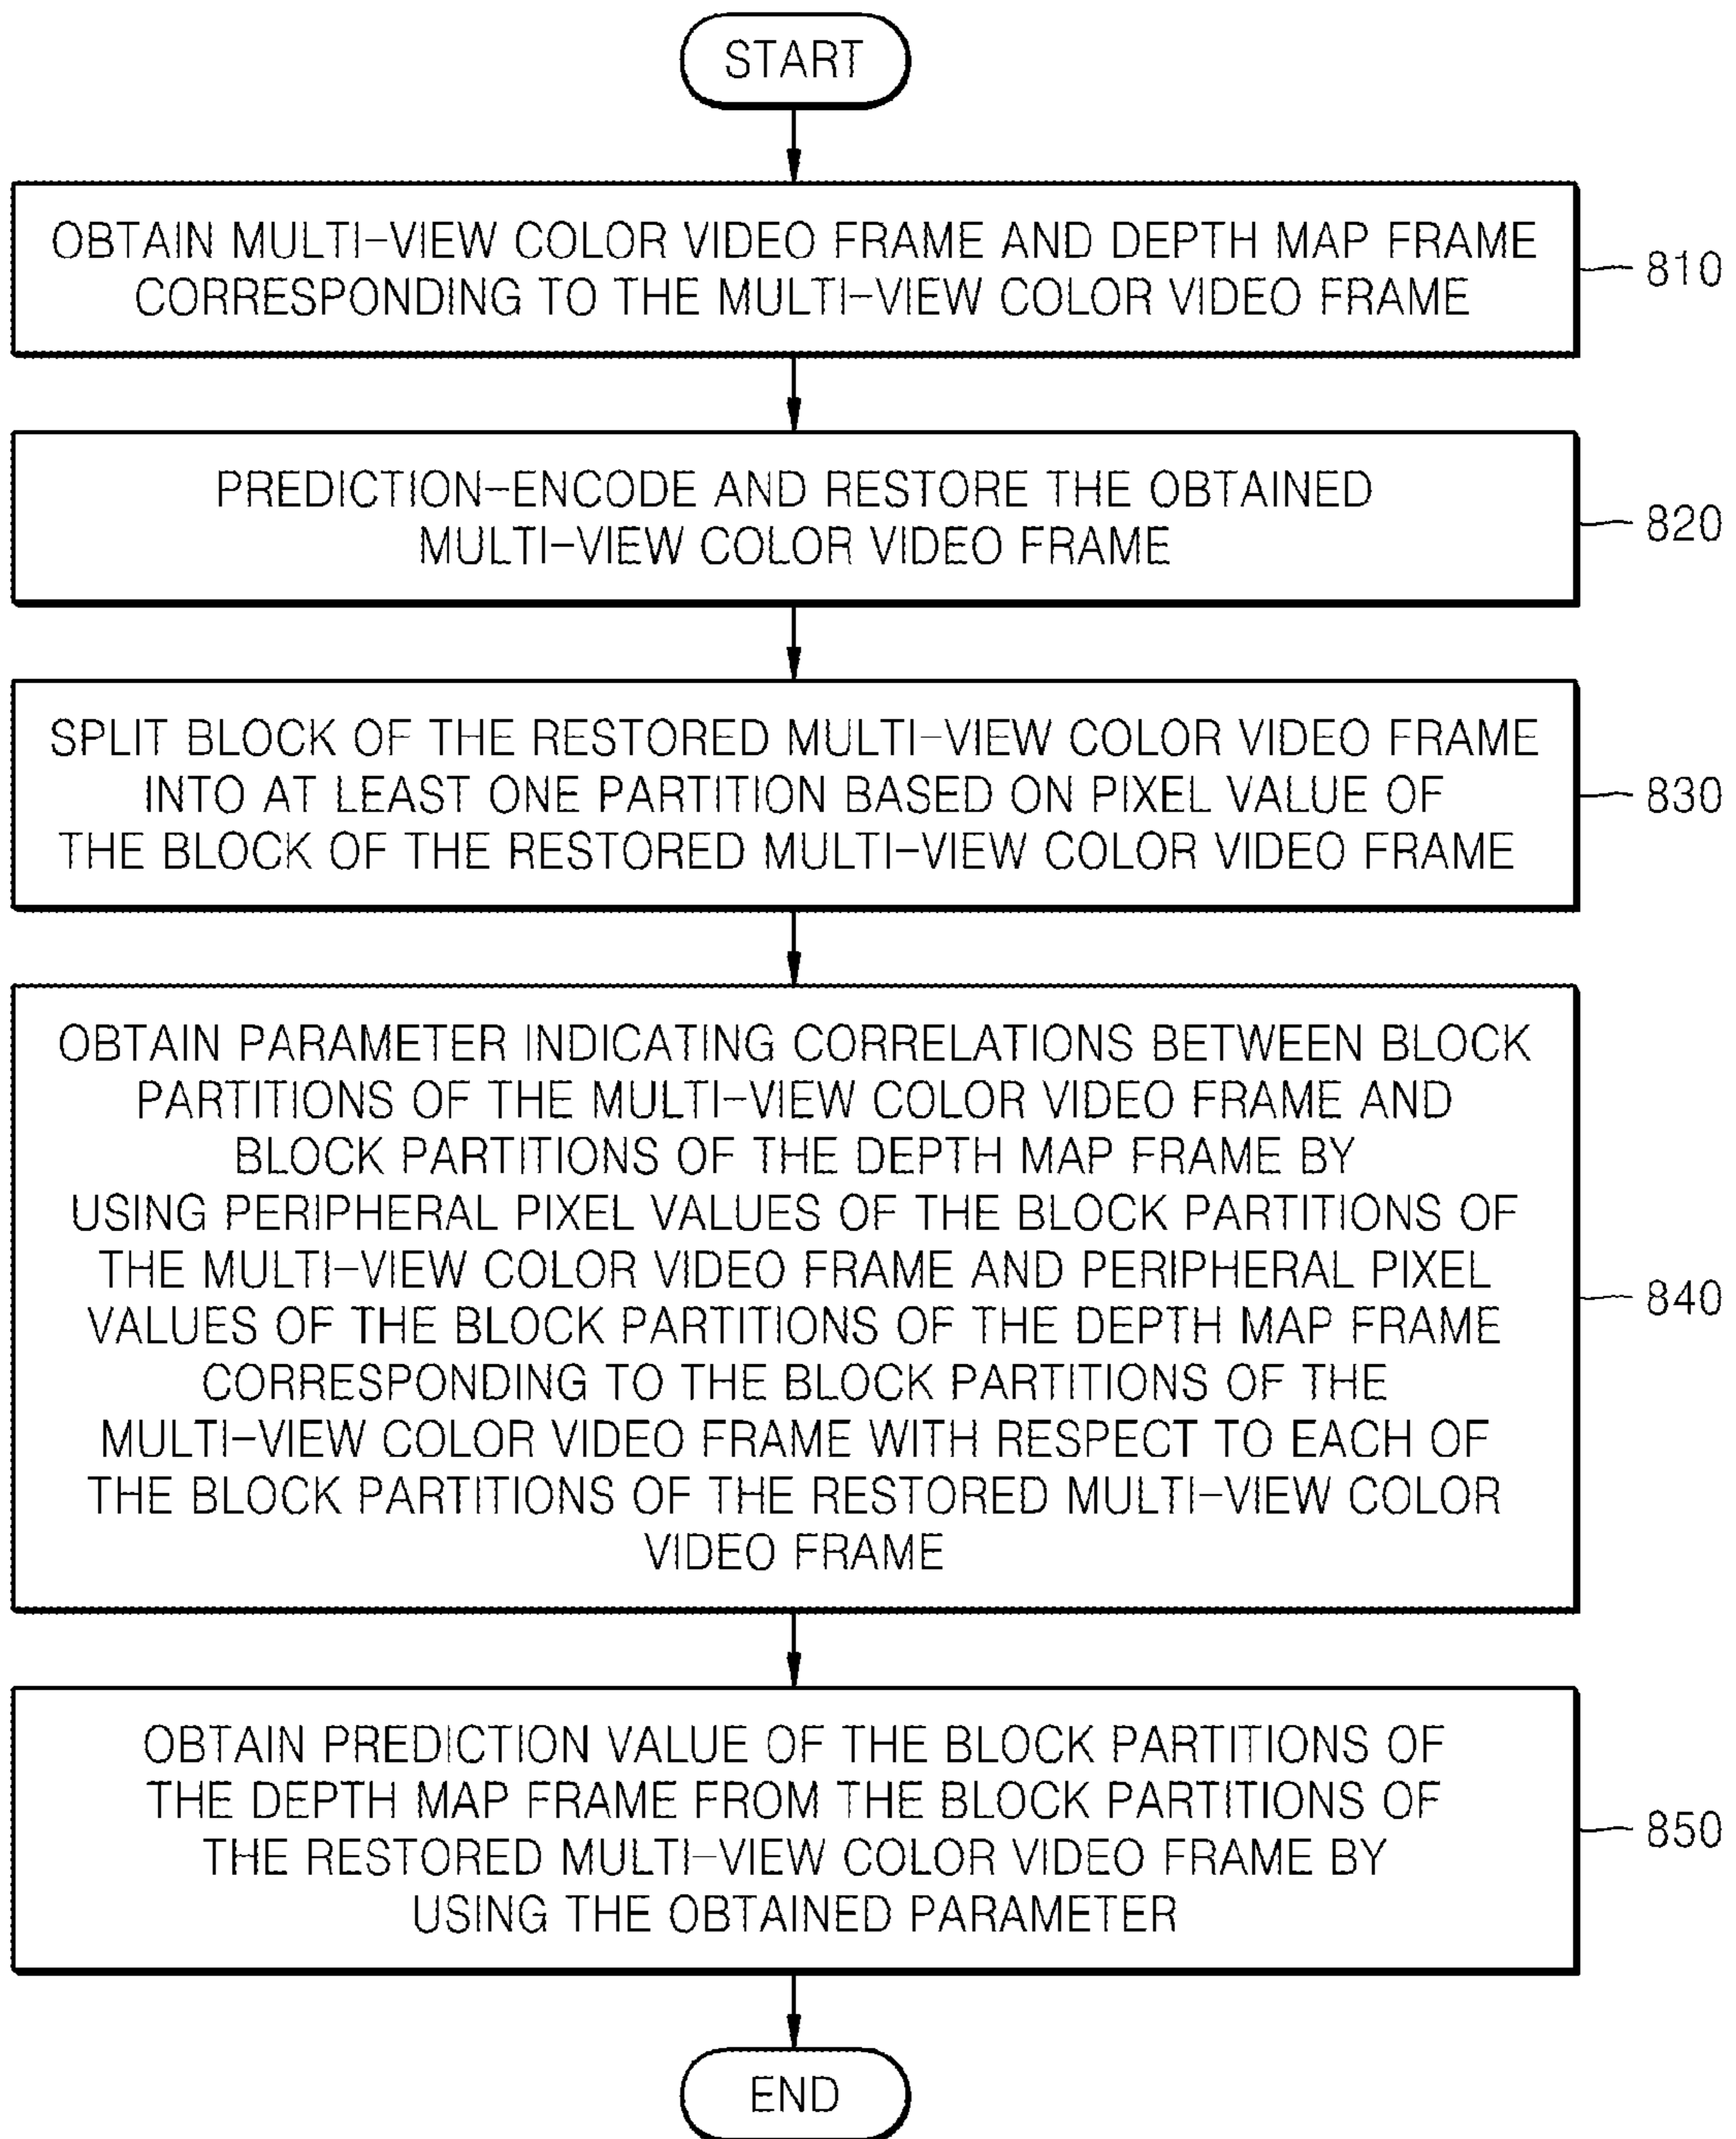 START
OBTAIN MULTI-VIEW COLOR VIDEO FRAME AND DEPTH MAP FRAME
CORRESPONDING TO THE MULTI-VIEW COLOR VIDEO FRAME
810
PREDICTION-ENCODE AND RESTORE THE OBTAINED
MULTI-VIEW COLOR VIDEO FRAME
820
SPLIT BLOCK OF THE RESTORED MULTI-VIEW COLOR VIDEO FRAME
INTO AT LEAST ONE PARTITION BASED ON PIXEL VALUE OF
THE BLOCK OF THE RESTORED MULTI-VIEW COLOR VIDEO FRAME
830
OBTAIN PARAMETER INDICATING CORRELATIONS BETWEEN BLOCK
PARTITIONS OF THE MULTI-VIEW COLOR VIDEO FRAME AND
BLOCK PARTITIONS OF THE DEPTH MAP FRAME BY
USING PERIPHERAL PIXEL VALUES OF THE BLOCK PARTITIONS OF
THE MULTI-VIEW COLOR VIDEO FRAME AND PERIPHERAL PIXEL
VALUES OF THE BLOCK PARTITIONS OF THE DEPTH MAP FRAME
CORRESPONDING TO THE BLOCK PARTITIONS OF THE
MULTI-VIEW COLOR VIDEO FRAME WITH RESPECT TO EACH OF
THE BLOCK PARTITIONS OF THE RESTORED MULTI-VIEW COLOR
VIDEO FRAME
840
OBTAIN PREDICTION VALUE OF THE BLOCK PARTITIONS OF
THE DEPTH MAP FRAME FROM THE BLOCK PARTITIONS OF
THE RESTORED MULTI-VIEW COLOR VIDEO FRAME BY
USING THE OBTAINED PARAMETER
850
END